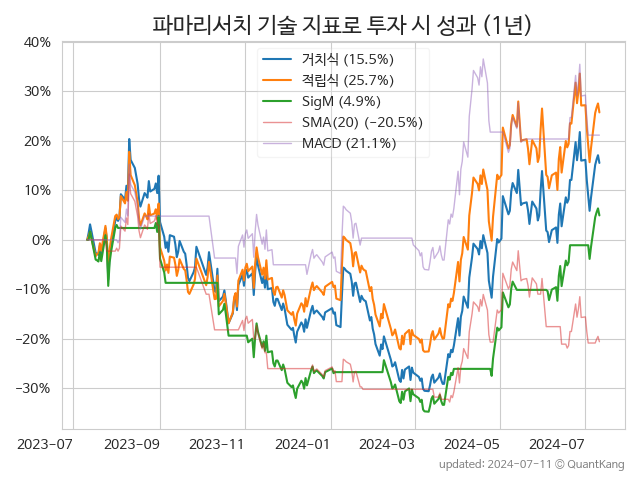 파마리서치 기술 지표로 투자 시 성과 (1년)
40%
30%
20%
10%
0%
−10%
−20%
−30%
거치식 (15.5%)
적립식 (25.7%)
SigM (4.9%)
SMA(20) (-20.5%)
MACD (21.1%)
2023-07 2023-09 2023-11 2024-01 2024-03 2024-05 2024-07
updated: 2024-07-11 © QuantKang